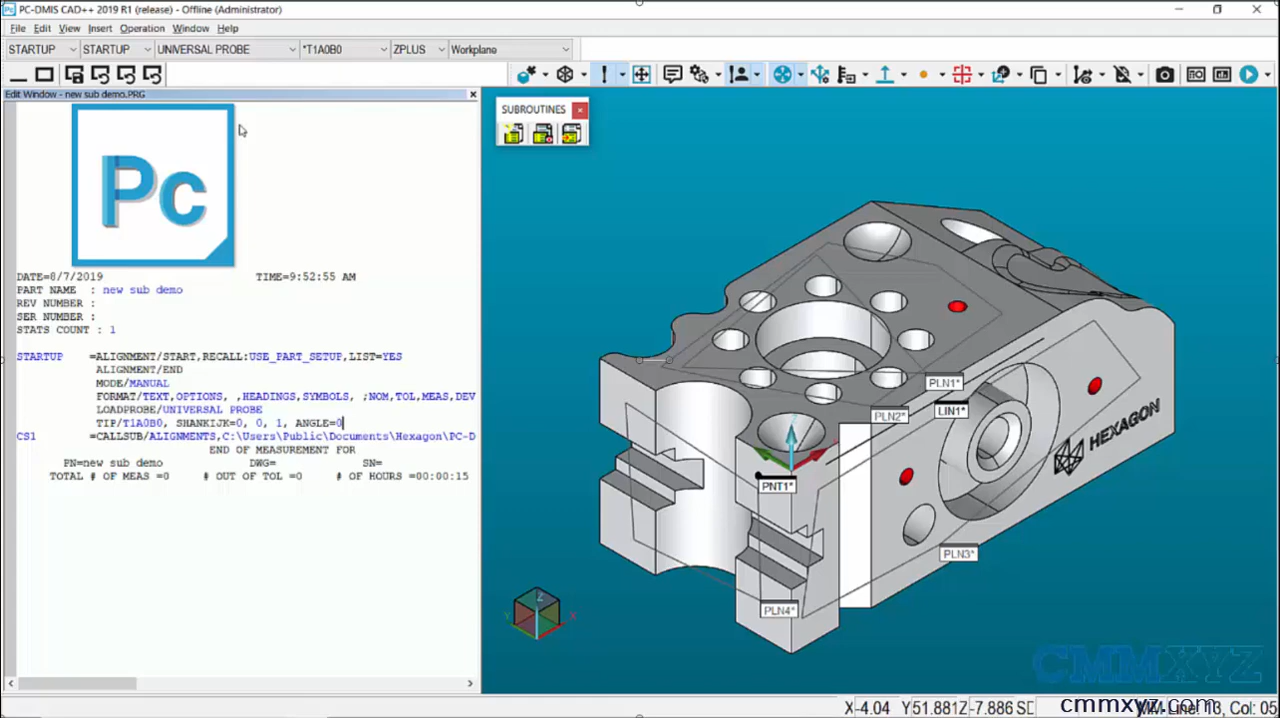 PC-DMIS CAD++ 2019 R1 (release) - Offline (Administrator)
File Edit View Insert Operation Window Help
STARTUP STARTUP UNIVERSAL PROBE *T1A0B0 ZPLUS Workplane
Edit Window - new sub demo.PRG
SUBROUTINES
Pc
DATE=8/7/2019 TIME=9:52:55 AM
PART NAME : new sub demo
REV NUMBER :
SER NUMBER :
STATS COUNT : 1
STARTUP =ALIGNMENT/START,RECALL:USE_PART_SETUP,LIST=YES
ALIGNMENT/END
MODE/MANUAL
FORMAT/TEXT,OPTIONS, ,HEADINGS,SYMBOLS, ;NOM,TOL,MEAS,DEV
LOADPROBE/UNIVERSAL PROBE
TIP/T1A0B0, SHANKIJK=0, 0, 1, ANGLE=0
CS1 =CALLSUB/ALIGNMENTS,C:\Users\Public\Documents\Hexagon\PC-D
END OF MEASUREMENT FOR
PN=new sub demo DWG= SN=
TOTAL # OF MEAS =0 # OUT OF TOL =0 # OF HOURS =00:00:15
PLN1*
LIN1*
PLN2*
HEXAGON
PNT1*
PLN3*
PLN4*
Z
Y X
CMMXYZ
cmmxyz.com
X-4.04 Y51.881 Z-7.886 SD
Line: 13, Col: 05